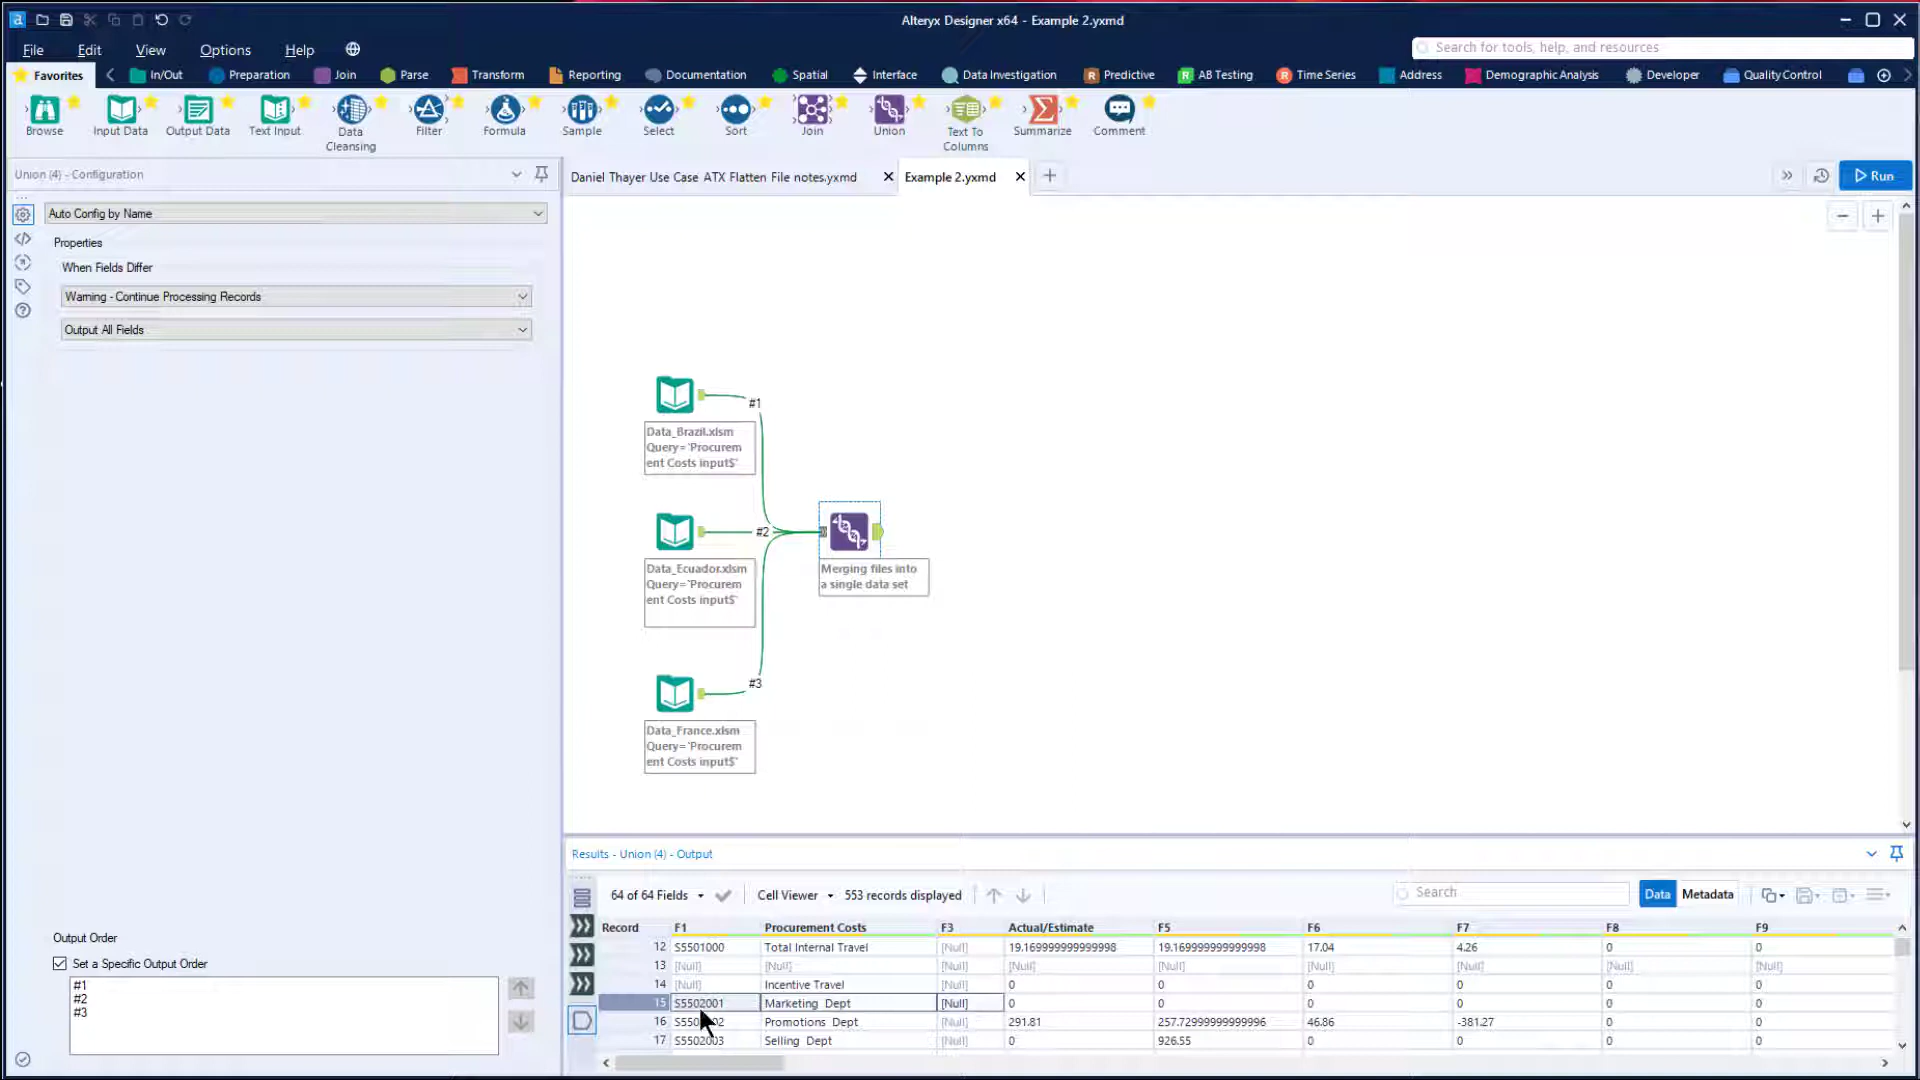 Alteryx Designer x64 - Example 2.yxmd
File Edit View Options Help
Search for tools, help, and resources
Favorites In/Out Preparation Join Parse Transform Reporting Documentation Spatial Interface Data Investigation Predictive AB Testing Time Series Address Demographic Analysis Developer Quality Control
Browse Input Data Output Data Text Input Data Cleansing Filter Formula Sample Select Sort Join Union Text To Columns Summarize Comment
Union (4) - Configuration
Daniel Thayer Use Case ATX Flatten File notes.yxmd
Example 2.yxmd
Run
Auto Config by Name
Properties
When Fields Differ
Warning - Continue Processing Records
Output All Fields
#1
Data_Brazil.xlsm
Query=`Procurem
ent Costs input$`
#2
Data_Ecuador.xlsm
Query=`Procurem
ent Costs input$`
Merging files into
a single data set
#3
Data_France.xlsm
Query=`Procurem
ent Costs input$`
Output Order
Set a Specific Output Order
#1
#2
#3
Results - Union (4) - Output
64 of 64 Fields Cell Viewer 553 records displayed Search Data Metadata
Record F1 Procurement Costs F3 Actual/Estimate F5 F6 F7 F8 F9
12 S5501000 Total Internal Travel [Null] 19.169999999999998 19.169999999999998 17.04 4.26 0 0
13 [Null] [Null] [Null] [Null] [Null] [Null] [Null] [Null] [Null]
14 [Null] Incentive Travel [Null] 0 0 0 0 0 0
15 S5502001 Marketing Dept [Null] 0 0 0 0 0 0
16 Promotions Dept [Null] 291.81 257.72999999999996 46.86 -381.27 0 0
17 S5502003 Selling Dept [Null] 0 926.55 0 0 0 0